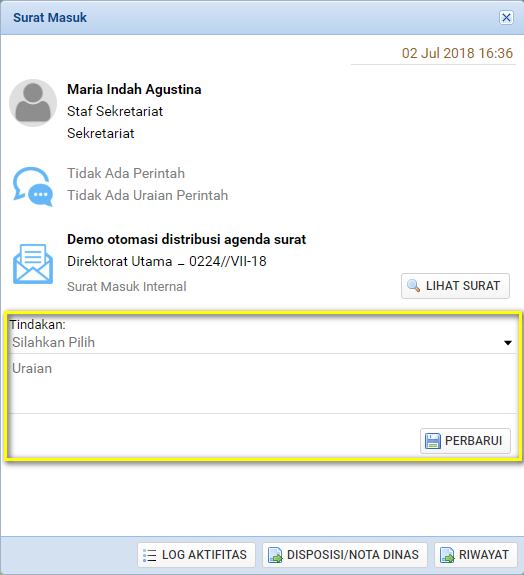 Surat Masuk
02 Jul 2018 16:36
Maria Indah Agustina
Staf Sekretariat
Sekretariat
Tidak Ada Perintah
Tidak Ada Uraian Perintah
Demo otomasi distribusi agenda surat
Direktorat Utama – 0224//VII-18
Surat Masuk Internal
LIHAT SURAT
Tindakan:
Silahkan Pilih
Uraian
PERBARUI
LOG AKTIFITAS
DISPOSISI/NOTA DINAS
RIWAYAT